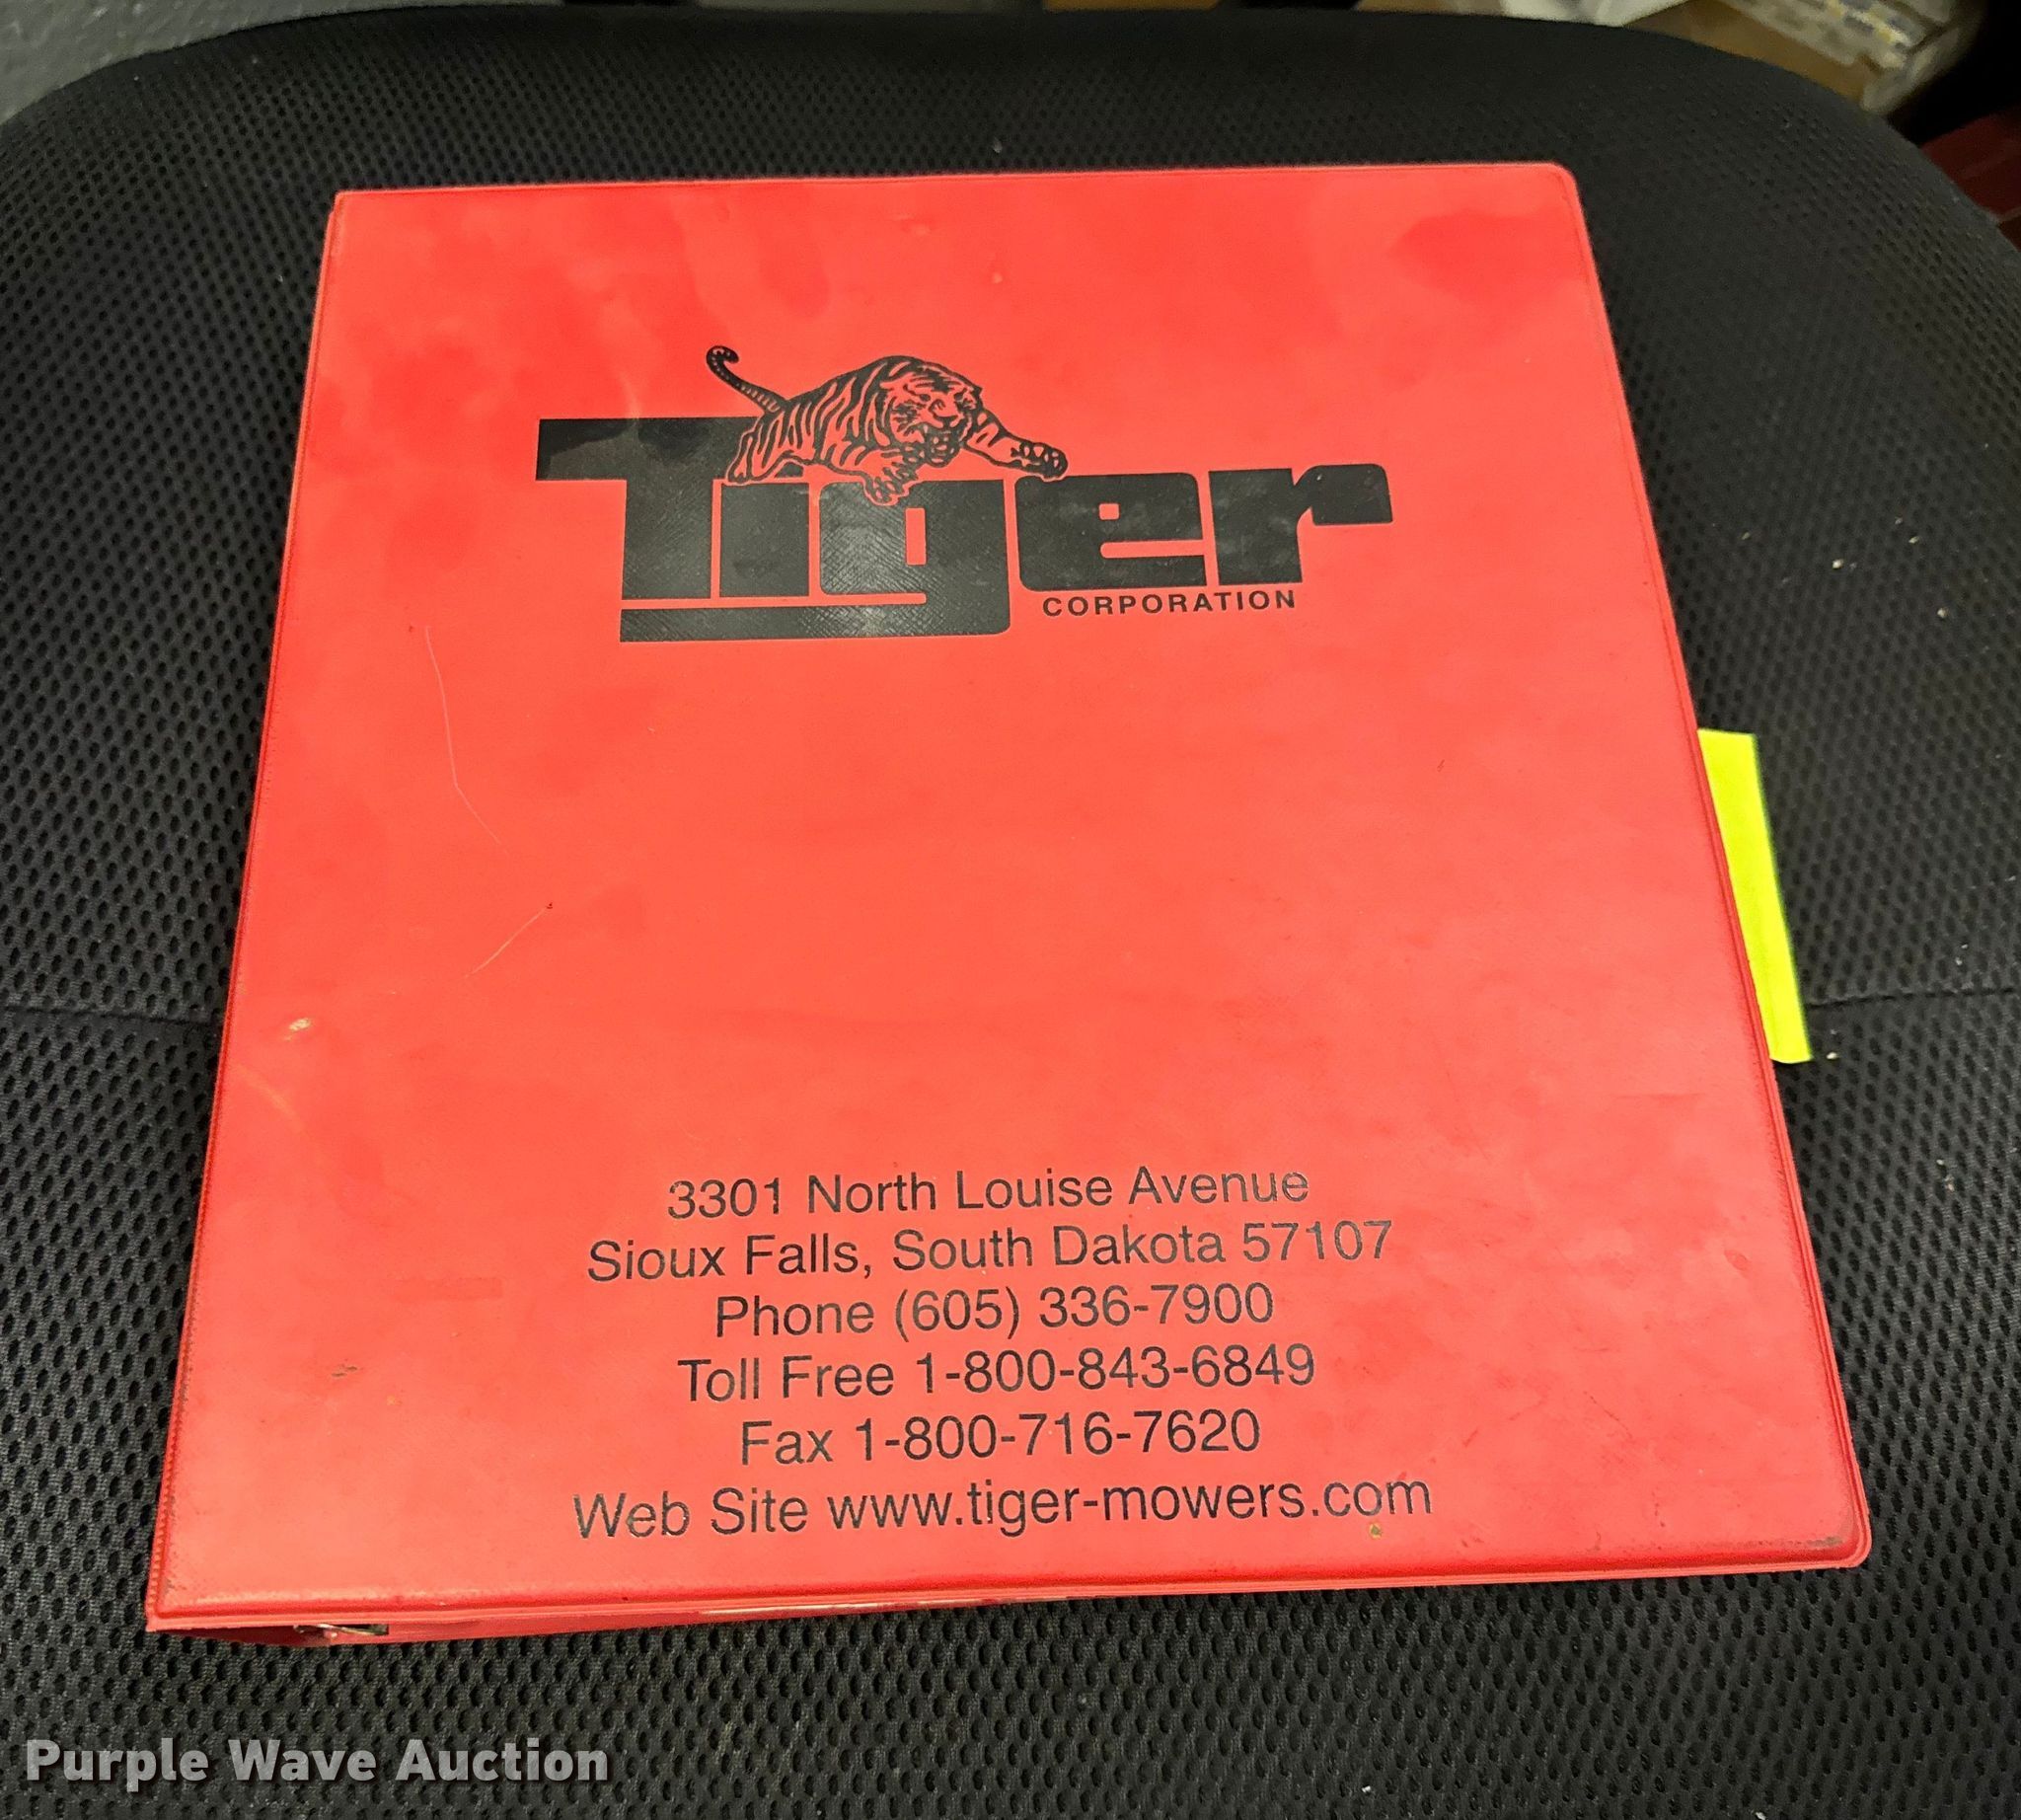 Tiger
CORPORATION
3301 North Louise Avenue
Sioux Falls, South Dakota 57107
Phone (605) 336-7900
Toll Free 1-800-843-6849
Fax 1-800-716-7620
Web Site www.tiger-mowers.com
Purple Wave Auction